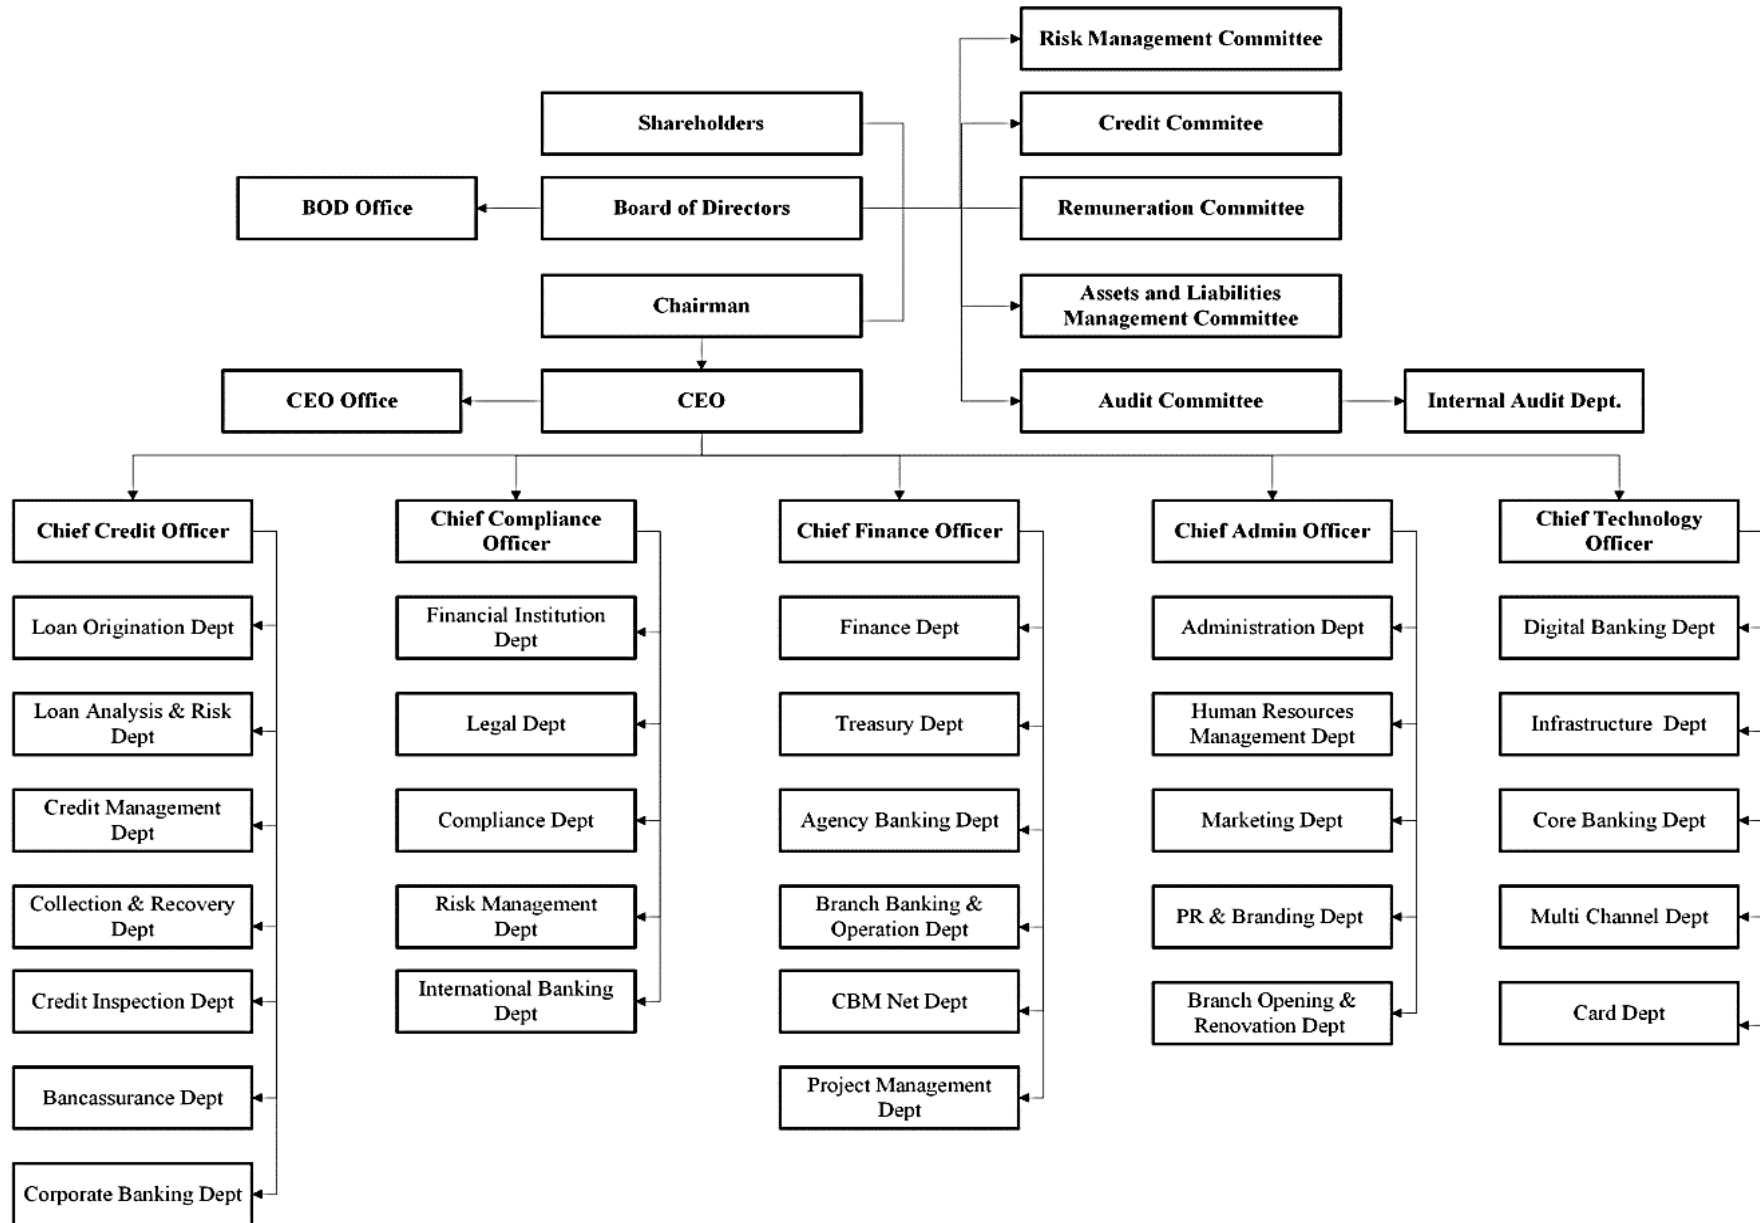 Risk Management Committee
Shareholders
Credit Commitee
BOD Office
Board of Directors
Remuneration Committee
Chairman
Assets and Liabilities
Management Committee
CEO Office
CEO
Audit Committee
Internal Audit Dept.
Chief Credit Officer
Chief Compliance
Officer
Chief Finance Officer
Chief Admin Officer
Chief Technology
Officer
Loan Origination Dept
Financial Institution
Dept
Finance Dept
Administration Dept
Digital Banking Dept
Loan Analysis & Risk
Dept
Legal Dept
Treasury Dept
Human Resources
Management Dept
Infrastructure Dept
Credit Management
Dept
Compliance Dept
Agency Banking Dept
Marketing Dept
Core Banking Dept
Collection & Recovery
Dept
Risk Management
Dept
Branch Banking &
Operation Dept
PR & Branding Dept
Multi Channel Dept
Credit Inspection Dept
International Banking
Dept
CBM Net Dept
Branch Opening &
Renovation Dept
Card Dept
Bancassurance Dept
Project Management
Dept
Corporate Banking Dept